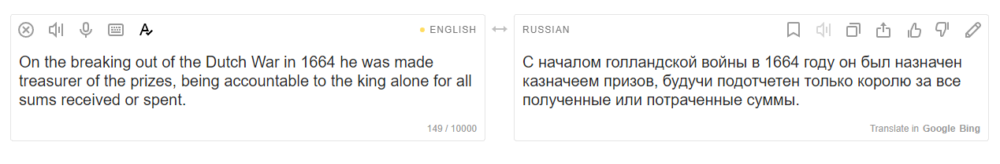 ENGLISH
On the breaking out of the Dutch War in 1664 he was made
treasurer of the prizes, being accountable to the king alone for all
sums received or spent.
149 / 10000
RUSSIAN
С началом голландской войны в 1664 году он был назначен
казначеем призов, будучи подотчетен только королю за все
полученные или потраченные суммы.
Translate in Google Bing